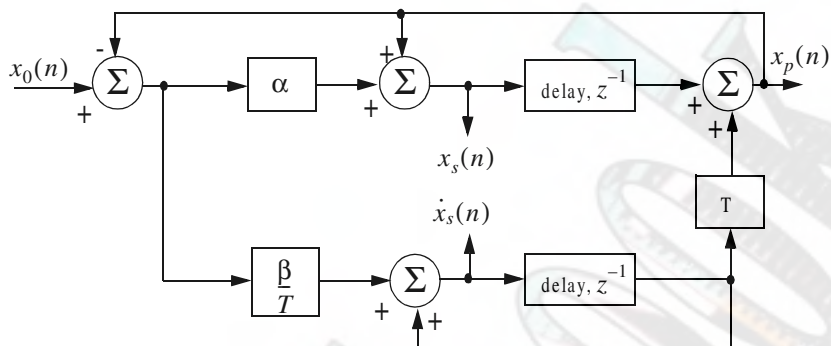 -
x₀(n)
+
Σ
α
+
+
Σ
delay, z⁻¹
+
Σ
+
xₚ(n)
xₛ(n)
T
ẋₛ(n)
β
T
+
Σ
+
delay, z⁻¹